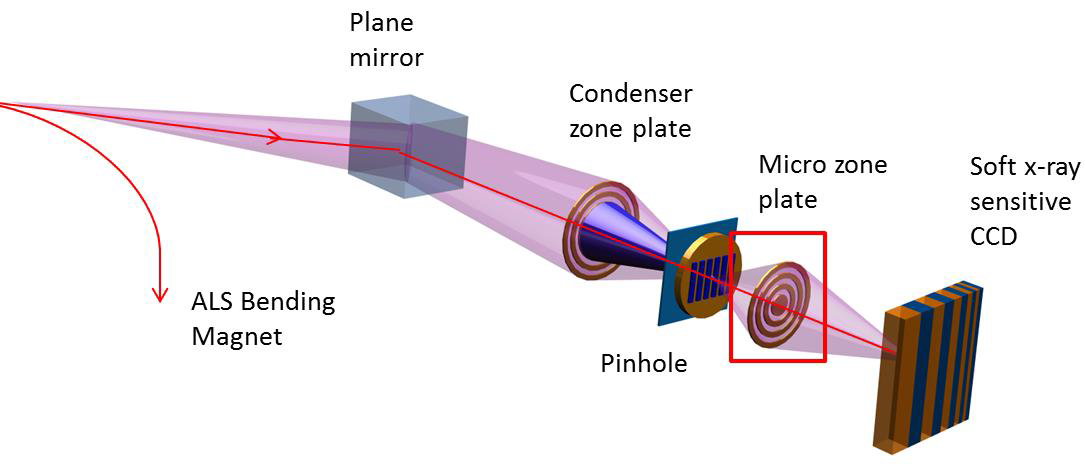 Plane
mirror
Condenser
zone plate
Micro zone
plate
Soft x-ray
sensitive
CCD
ALS Bending
Magnet
Pinhole